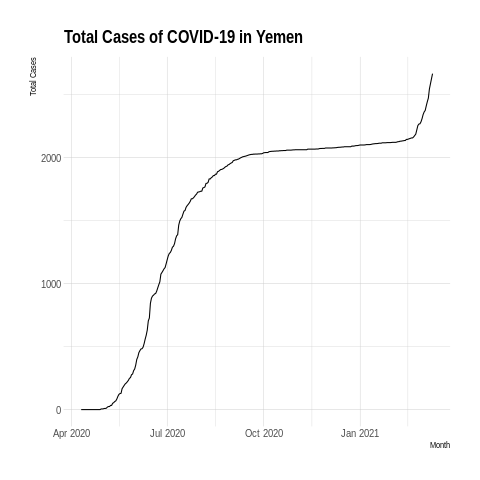 Total Cases of COVID-19 in Yemen
Total Cases
2000
1000
0
Apr 2020 Jul 2020 Oct 2020 Jan 2021
Month